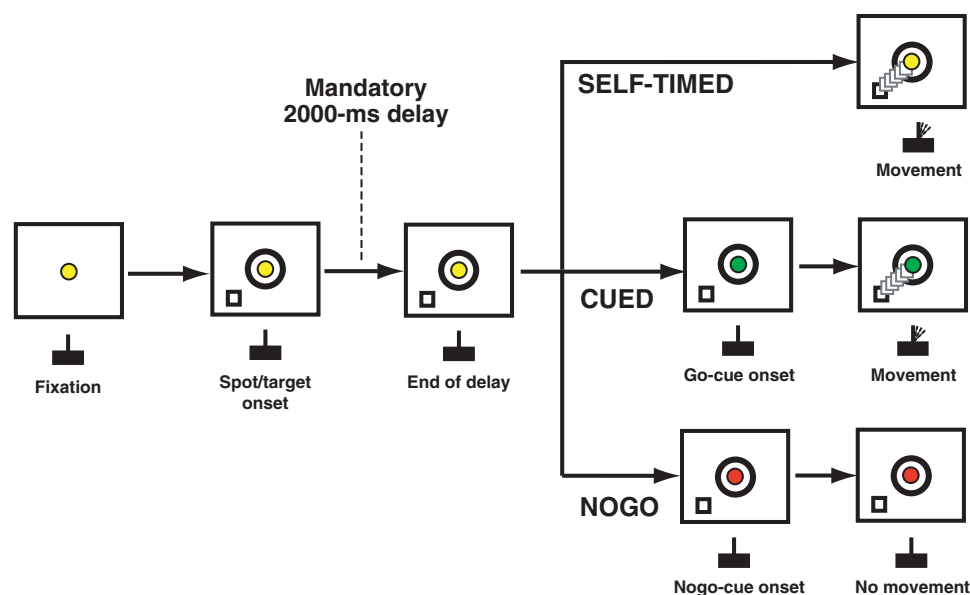 Mandatory
2000-ms delay
SELF-TIMED
Movement
CUED
Fixation
Spot/target
onset
End of delay
Go-cue onset
Movement
NOGO
Nogo-cue onset
No movement